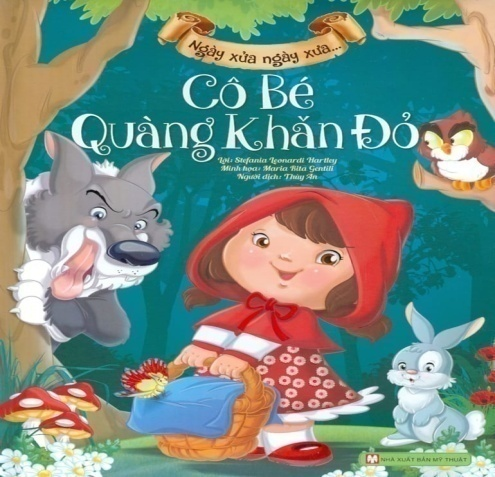 Ngày xửa ngày xưa...
Cô Bé
Quàng Khăn Đỏ
Lời: Stefania Leonardi Hartley
Minh họa: Maria Rita Gentili
Người dịch: Thúy An
NHÀ XUẤT BẢN MỸ THUẬT